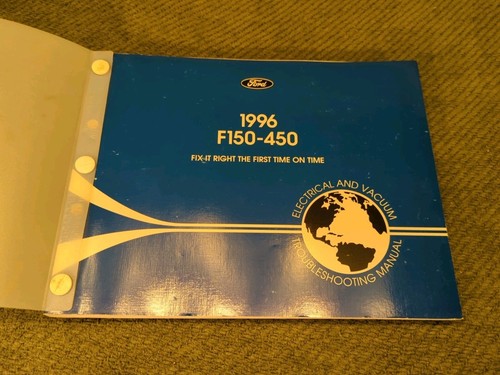 Ford
1996
F150-450
FIX IT RIGHT THE FIRST TIME ON TIME
ELECTRICAL AND VACUUM
TROUBLESHOOTING MANUAL